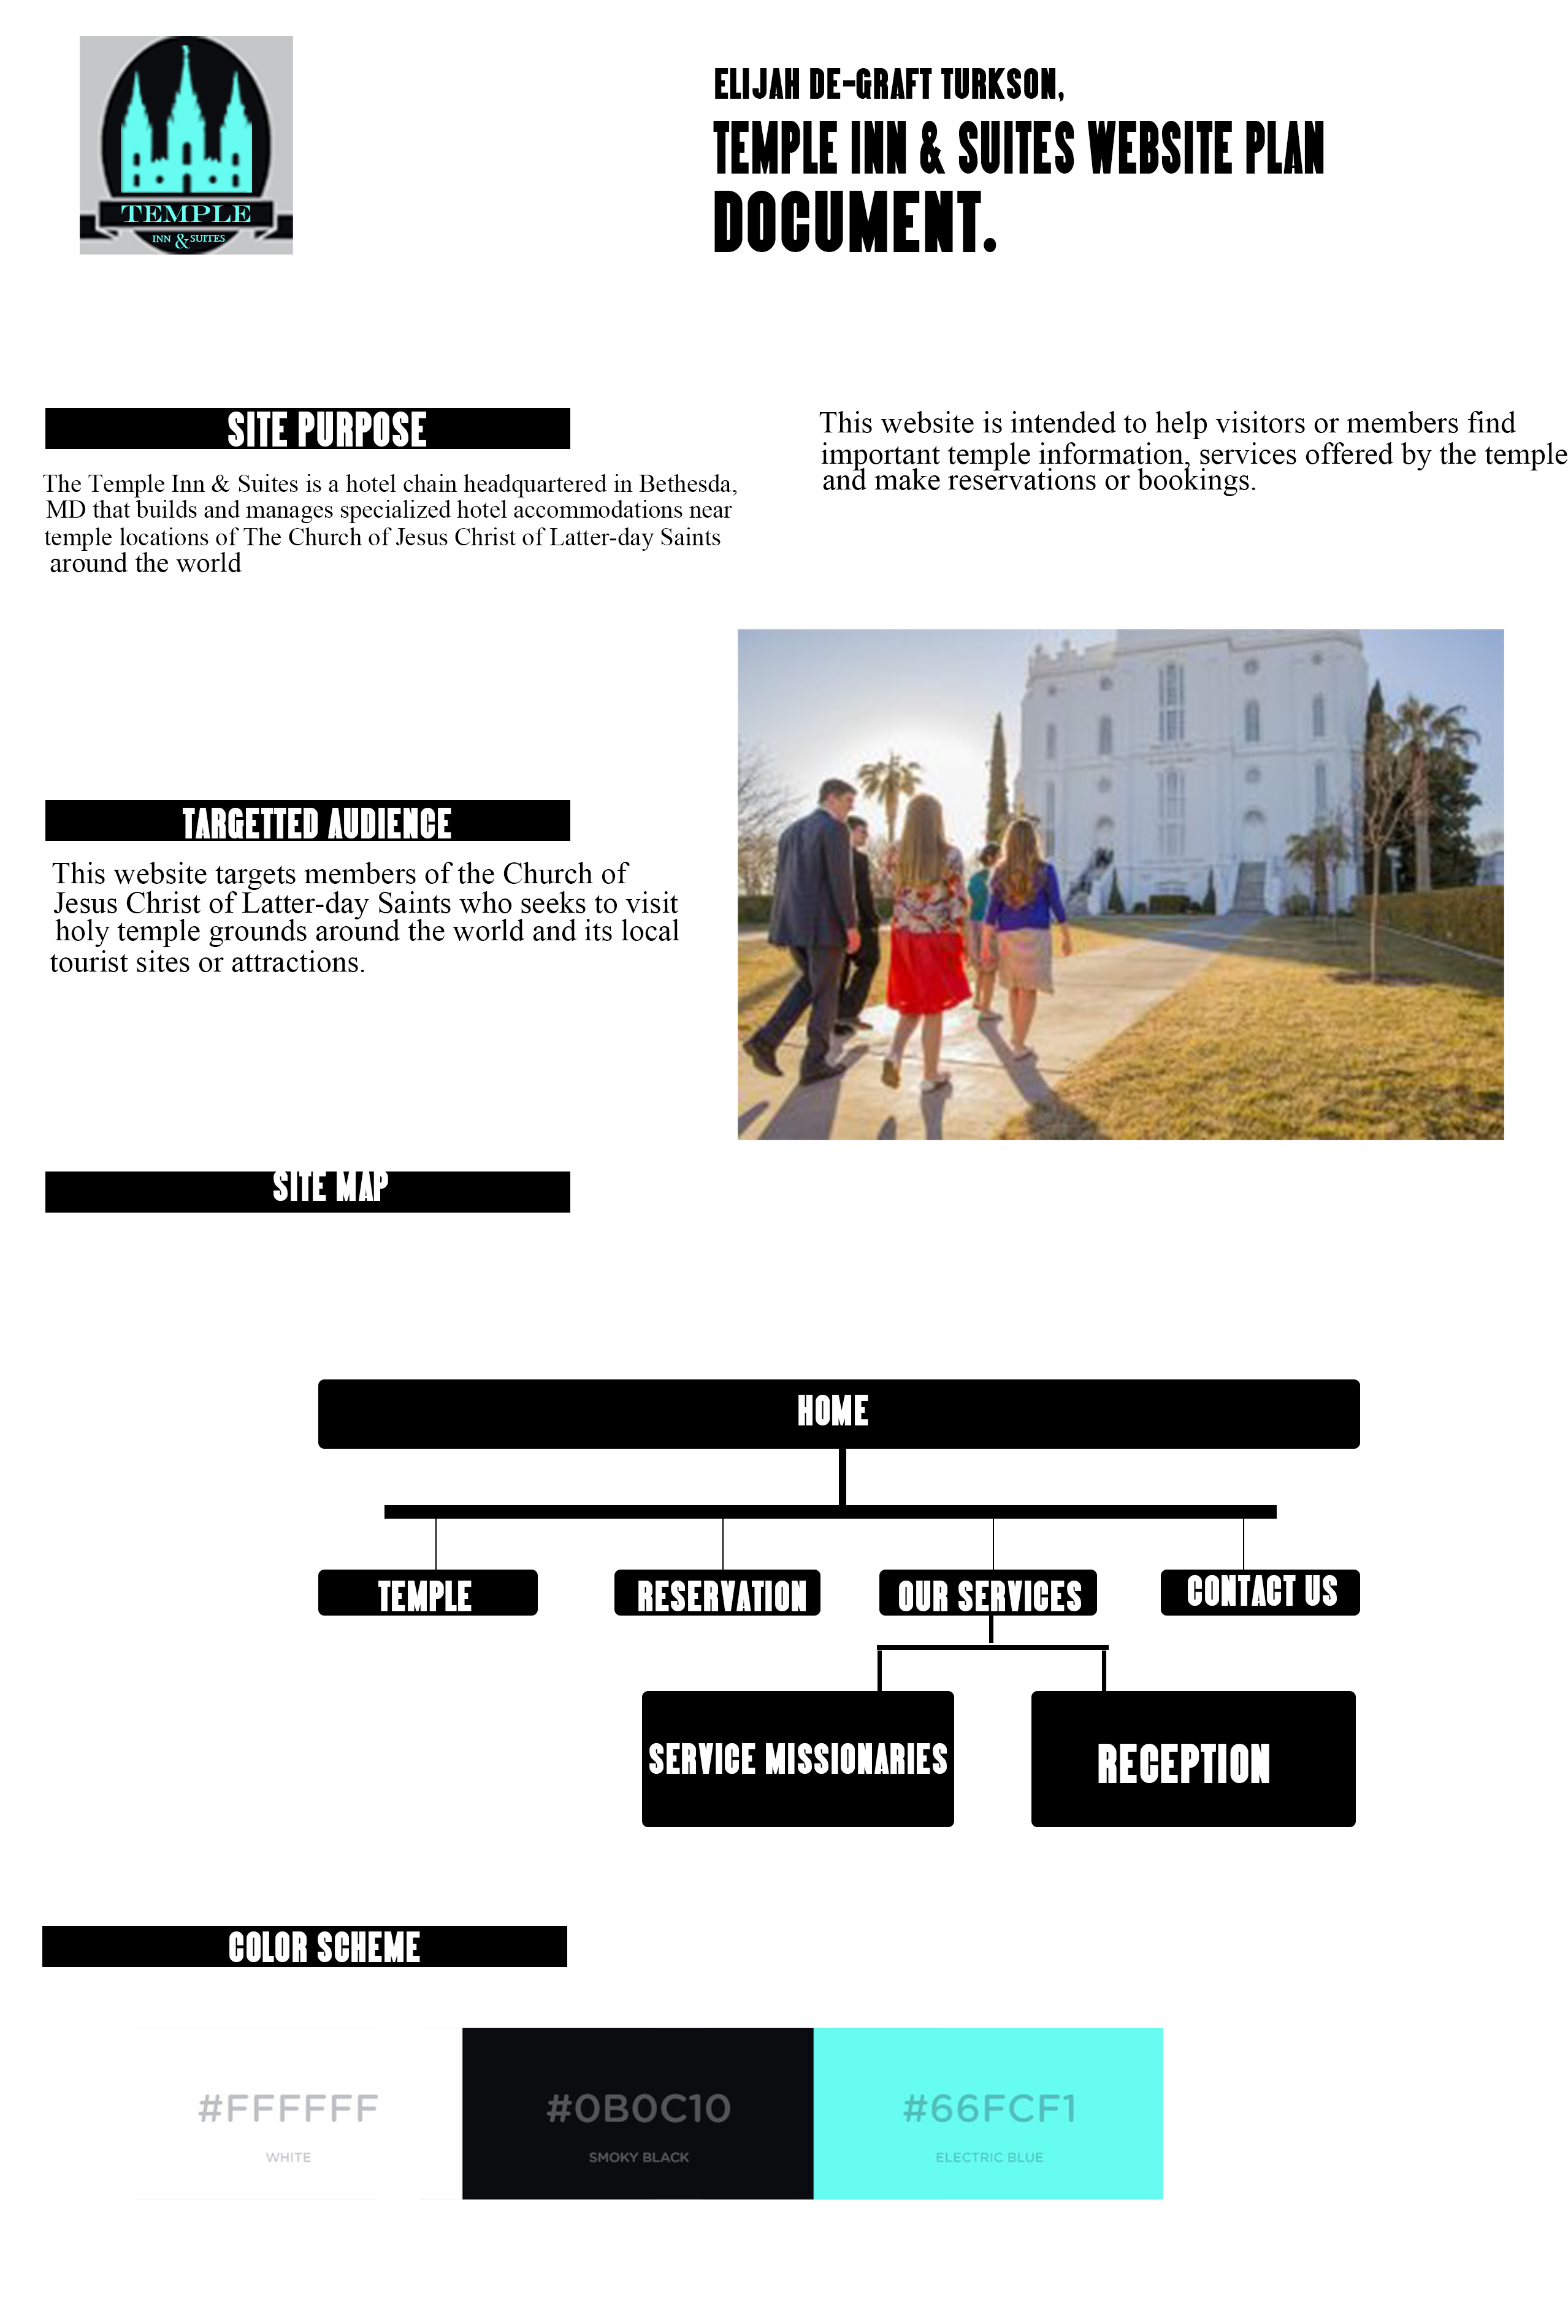 TEMPLE
INN & SUITES
ELIJAH DE-GRAFT TURKSON,
TEMPLE INN & SUITES WEBSITE PLAN
DOCUMENT.
SITE PURPOSE
The Temple Inn & Suites is a hotel chain headquartered in Bethesda,
MD that builds and manages specialized hotel accommodations near
temple locations of The Church of Jesus Christ of Latter-day Saints
around the world
This website is intended to help visitors or members find
important temple information, services offered by the temple
and make reservations or bookings.
TARGETTED AUDIENCE
This website targets members of the Church of
Jesus Christ of Latter-day Saints who seeks to visit
holy temple grounds around the world and its local
tourist sites or attractions.
SITE MAP
HOME
TEMPLE
RESERVATION
OUR SERVICES
CONTACT US
SERVICE MISSIONARIES
RECEPTION
COLOR SCHEME
#FFFFFF
WHITE
#0B0C10
SMOKY BLACK
#66FCF1
ELECTRIC BLUE